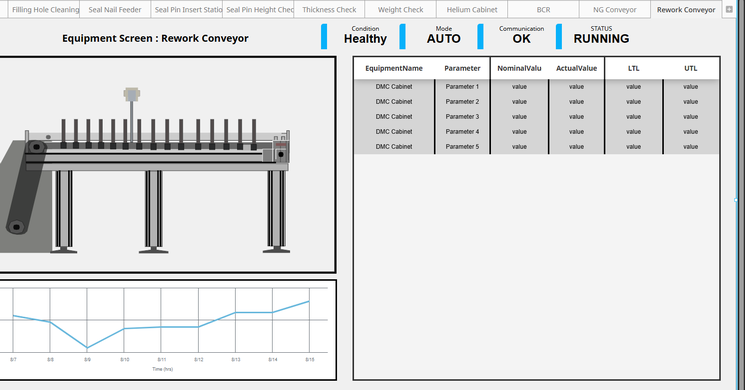 Filling Hole Cleaning Seal Nail Feeder Seal Pin Insert Statio Seal Pin Height Chec Thickness Check Weight Check Helium Cabinet BCR NG Conveyor Rework Conveyor
Equipment Screen : Rework Conveyor
Condition
Healthy
Mode
AUTO
Communication
OK
STATUS
RUNNING
EquipmentName Parameter NominalValu ActualValue LTL UTL
DMC Cabinet Parameter 1 value value value value
DMC Cabinet Parameter 2 value value value value
DMC Cabinet Parameter 3 value value value value
DMC Cabinet Parameter 4 value value value value
DMC Cabinet Parameter 5 value value value value
8/7 8/8 8/9 8/10 8/11 8/12 8/13 8/14 8/15
Time (hrs)